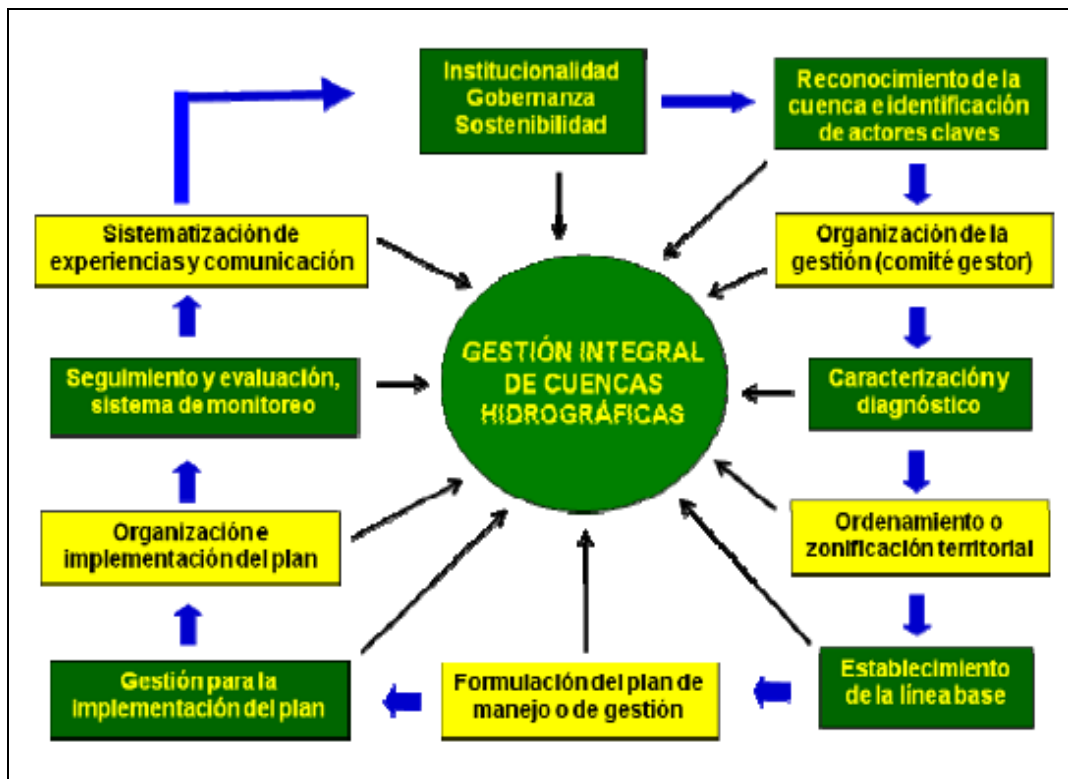 Institucionalidad
Gobernanza
Sostenibilidad
Reconocimiento de la
cuenca e identificación
de actores claves
Organización de la
gestión (comité gestor)
Caracterización y
diagnóstico
Ordenamiento o
zonificación territorial
Establecimiento
de la línea base
Formulación del plan de
manejo o de gestión
Gestión para la
implementación del plan
Organización e
implementación del plan
Seguimiento y evaluación,
sistema de monitoreo
Sistematización de
experiencias y comunicación
GESTIÓN INTEGRAL
DE CUENCAS
HIDROGRÁFICAS